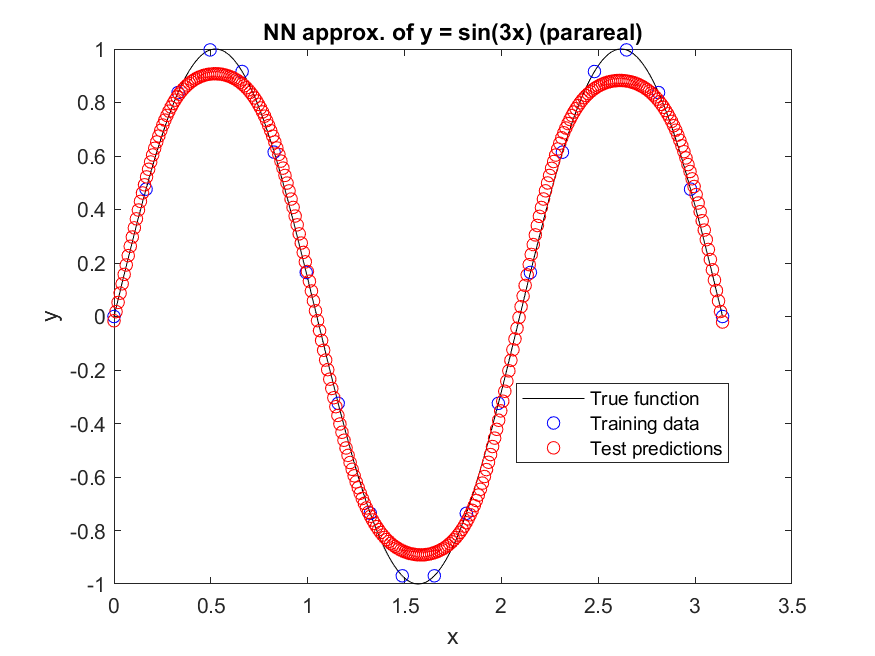 NN approx. of y = sin(3x) (parareal)
1
0.8
0.6
0.4
0.2
0
-0.2
-0.4
-0.6
-0.8
-1
y
True function
Training data
Test predictions
0 0.5 1 1.5 2 2.5 3 3.5
x